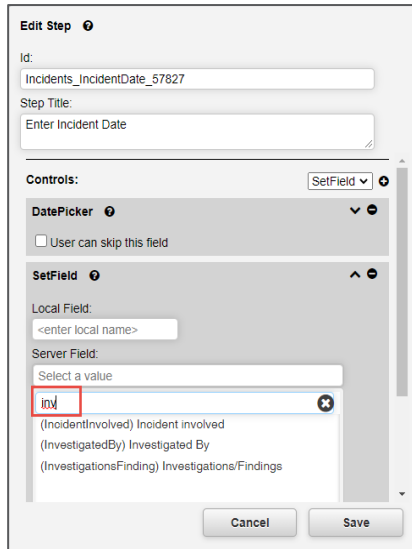 Edit Step
Id:
Incidents_IncidentDate_57827
Step Title:
Enter Incident Date
Controls:
SetField
DatePicker
User can skip this field
SetField
Local Field:
<enter local name>
Server Field:
Select a value
inv
(IncidentInvolved) Incident involved
(InvestigatedBy) Investigated By
(InvestigationsFinding) Investigations/Findings
Cancel Save